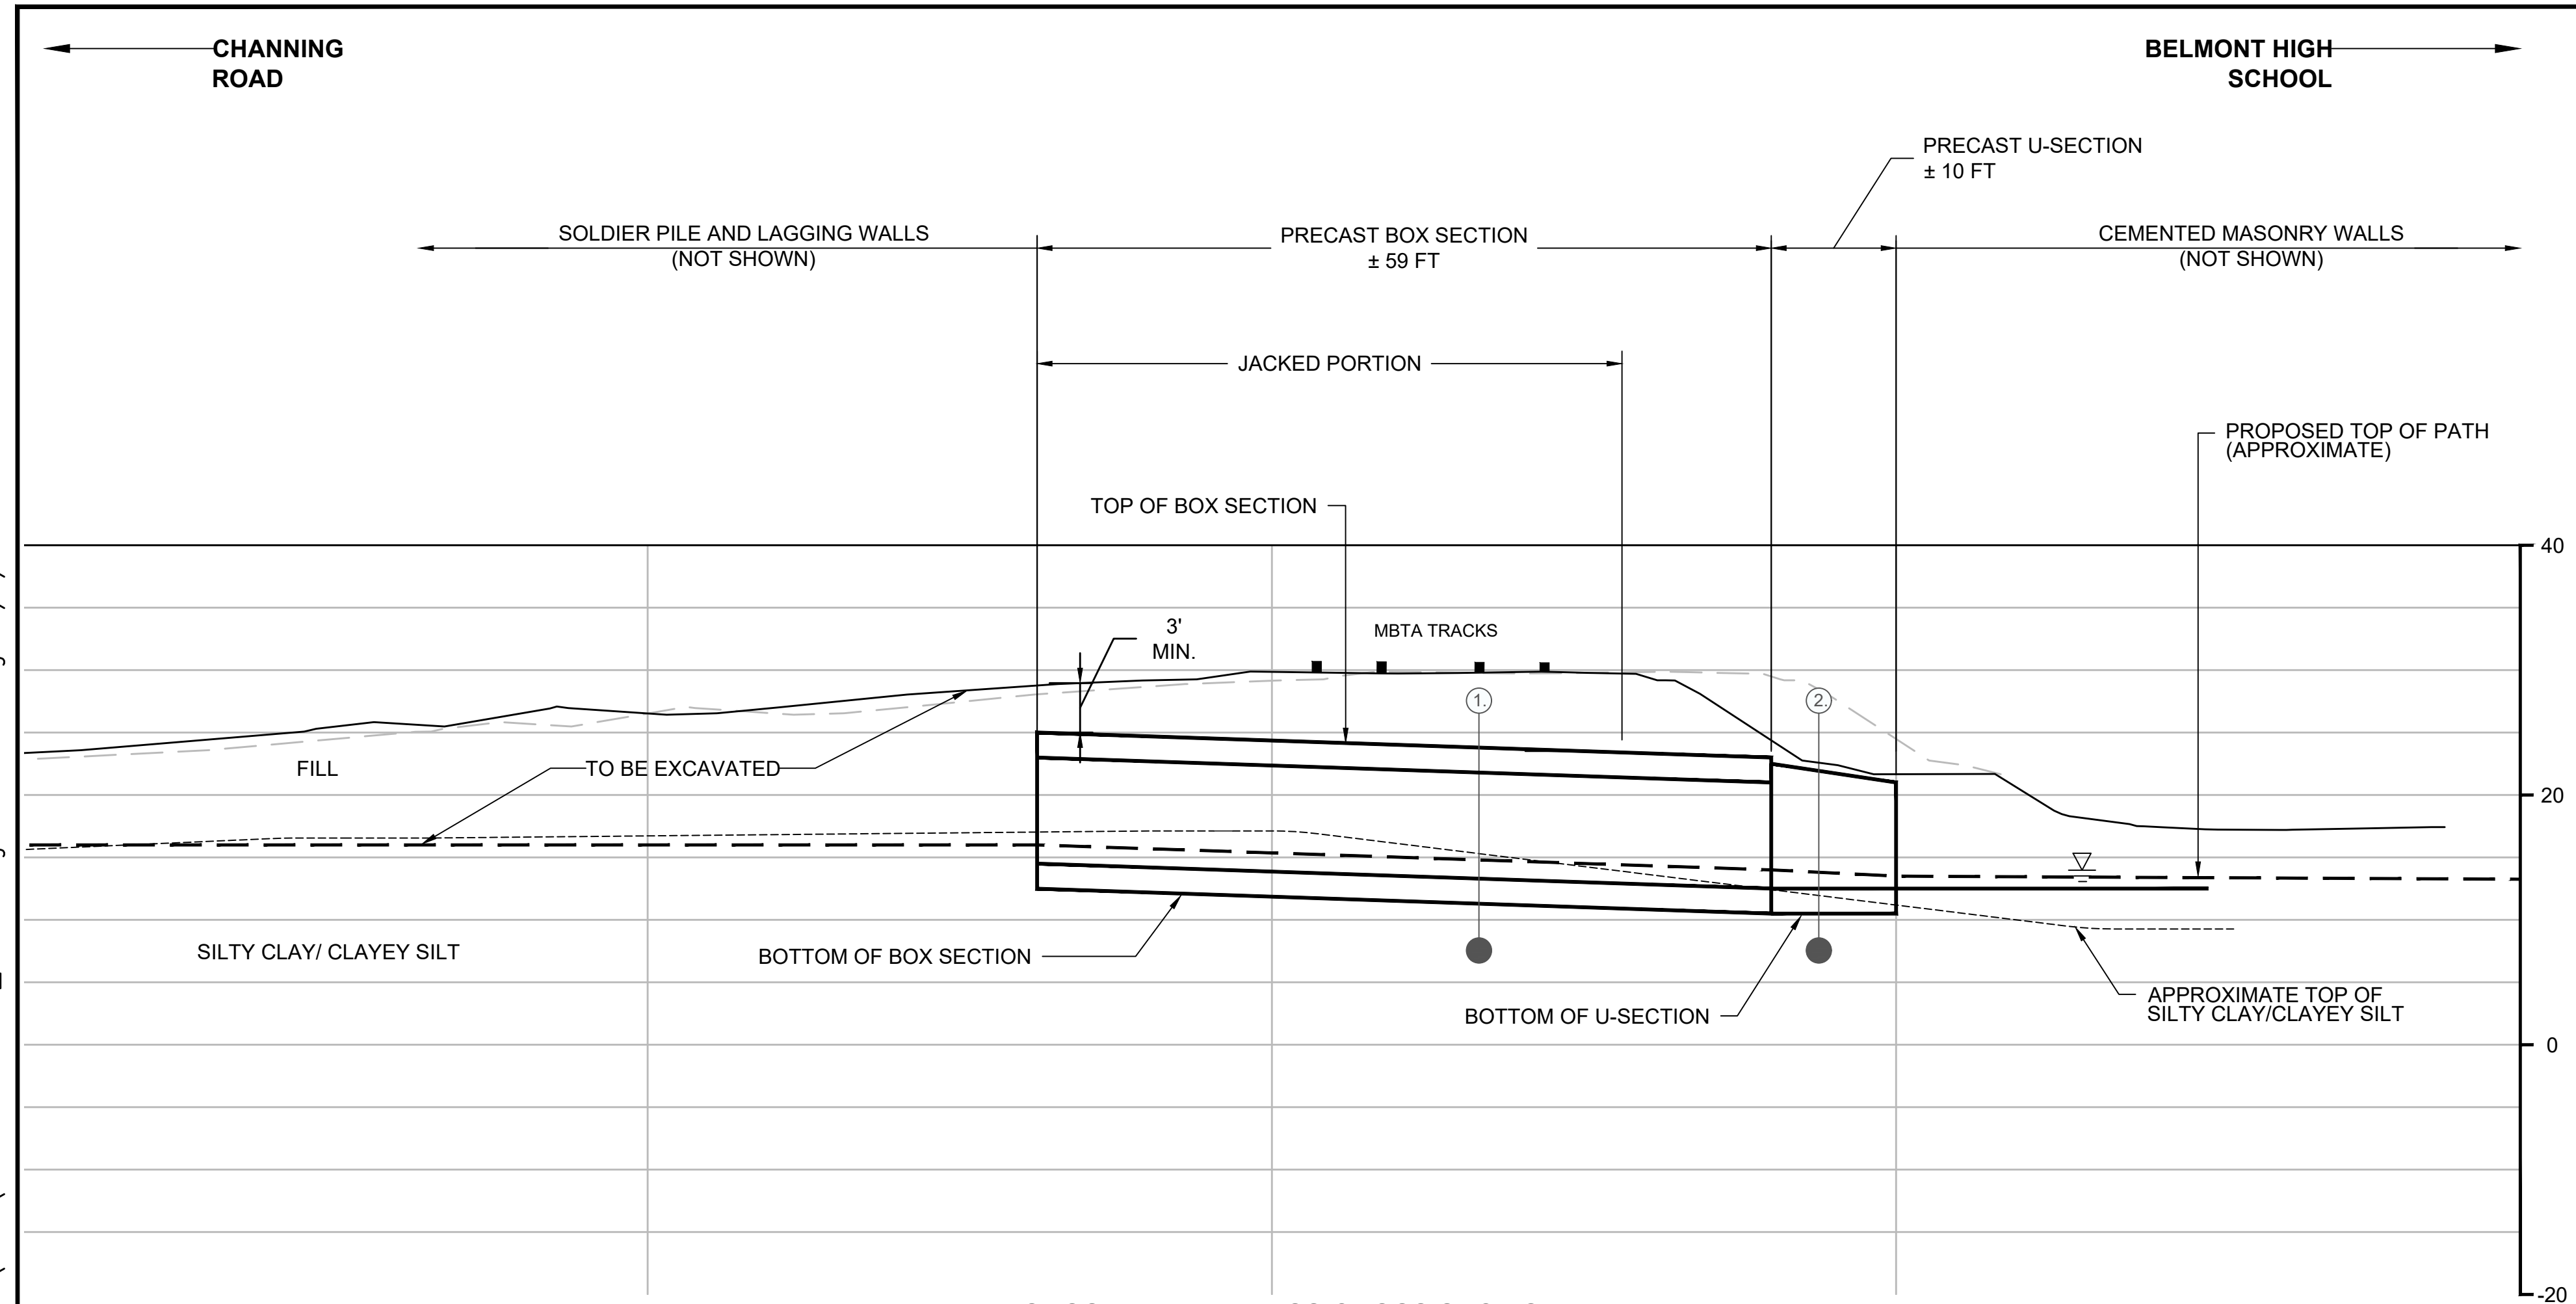 CHANNING
ROAD
BELMONT HIGH
SCHOOL
PRECAST U-SECTION
± 10 FT
SOLDIER PILE AND LAGGING WALLS
(NOT SHOWN)
PRECAST BOX SECTION
± 59 FT
CEMENTED MASONRY WALLS
(NOT SHOWN)
JACKED PORTION
PROPOSED TOP OF PATH
(APPROXIMATE)
TOP OF BOX SECTION
40
3'
MIN.
MBTA TRACKS
1.
2.
FILL
TO BE EXCAVATED
20
SILTY CLAY/ CLAYEY SILT
BOTTOM OF BOX SECTION
BOTTOM OF U-SECTION
APPROXIMATE TOP OF
SILTY CLAY/CLAYEY SILT
0
-20